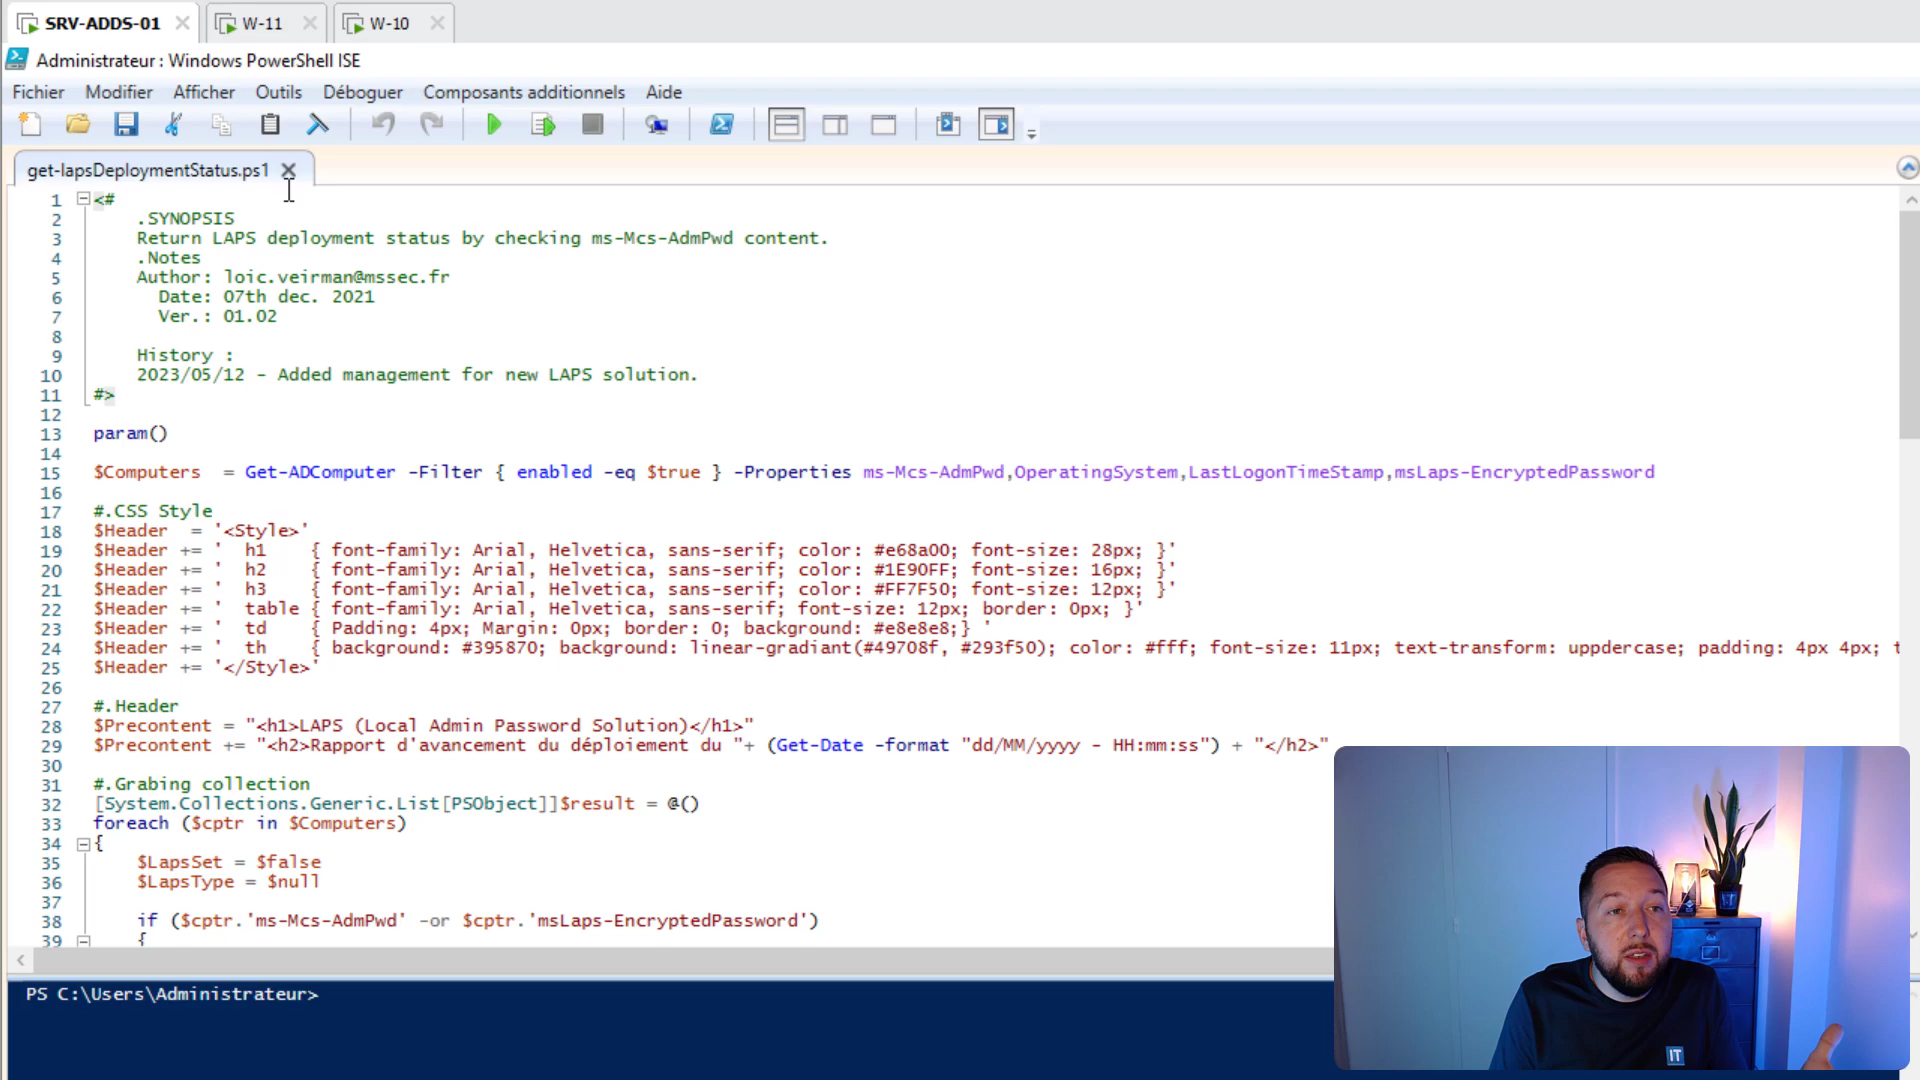 SRV-ADDS-01
W-11
W-10
Administrateur : Windows PowerShell ISE
Fichier Modifier Afficher Outils Déboguer Composants additionnels Aide
get-lapsDeploymentStatus.ps1
1 <#
2 .SYNOPSIS
3 Return LAPS deployment status by checking ms-Mcs-AdmPwd content.
4 .Notes
5 Author: loic.veirman@mssec.fr
6 Date: 07th dec. 2021
7 Ver.: 01.02
8
9 History :
10 2023/05/12 - Added management for new LAPS solution.
11 #>
12
13 param()
14
15 $Computers = Get-ADComputer -Filter { enabled -eq $true } -Properties ms-Mcs-AdmPwd,OperatingSystem,LastLogonTimeStamp,msLaps-EncryptedPassword
16
17 #.CSS Style
18 $Header = '<Style>'
19 $Header += ' h1 { font-family: Arial, Helvetica, sans-serif; color: #e68a00; font-size: 28px; }'
20 $Header += ' h2 { font-family: Arial, Helvetica, sans-serif; color: #1E90FF; font-size: 16px; }'
21 $Header += ' h3 { font-family: Arial, Helvetica, sans-serif; color: #FF7F50; font-size: 12px; }'
22 $Header += ' table { font-family: Arial, Helvetica, sans-serif; font-size: 12px; border: 0px; }'
23 $Header += ' td { Padding: 4px; Margin: 0px; border: 0; background: #e8e8e8;} '
24 $Header += ' th { background: #395870; background: linear-gradient(#49708f, #293f50); color: #fff; font-size: 11px; text-transform: uppdercase; padding: 4px 4px; t
25 $Header += '</Style>'
26
27 #.Header
28 $Precontent = "<h1>LAPS (Local Admin Password Solution)</h1>"
29 $Precontent += "<h2>Rapport d'avancement du déploiement du "+ (Get-Date -format "dd/MM/yyyy - HH:mm:ss") + "</h2>"
30
31 #.Grabing collection
32 [System.Collections.Generic.List[PSObject]]$result = @()
33 foreach ($cptr in $Computers)
34 {
35 $LapsSet = $false
36 $LapsType = $null
37
38 if ($cptr.'ms-Mcs-AdmPwd' -or $cptr.'msLaps-EncryptedPassword')
39 {
PS C:\Users\Administrateur>
IT